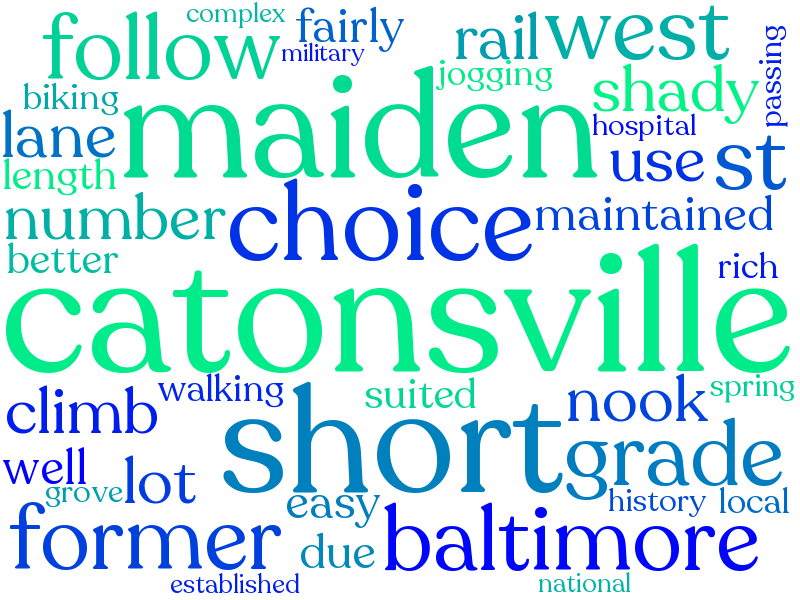 complex
follow
fairly
military
rail
west
passing
biking
jogging
shady
lane
maiden
hospital
length
use
st
number
choice
maintained
better
rich
catonsville
climb
walking
suited
nook
spring
short
well
lot
grade
grove
easy
history
local
former
due
baltimore
established
national